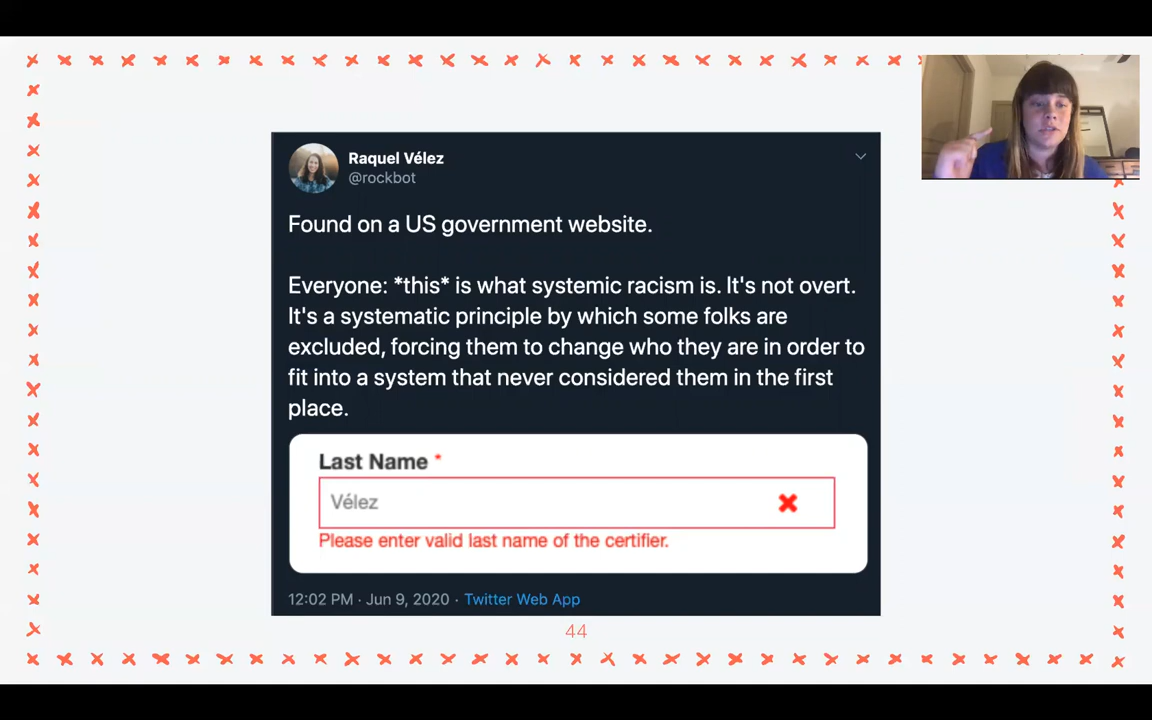 Raquel Vélez
@rockbot
Found on a US government website.
Everyone: *this* is what systemic racism is. It's not overt.
It's a systematic principle by which some folks are
excluded, forcing them to change who they are in order to
fit into a system that never considered them in the first
place.
Last Name *
Vélez
Please enter valid last name of the certifier.
12:02 PM · Jun 9, 2020 · Twitter Web App
44